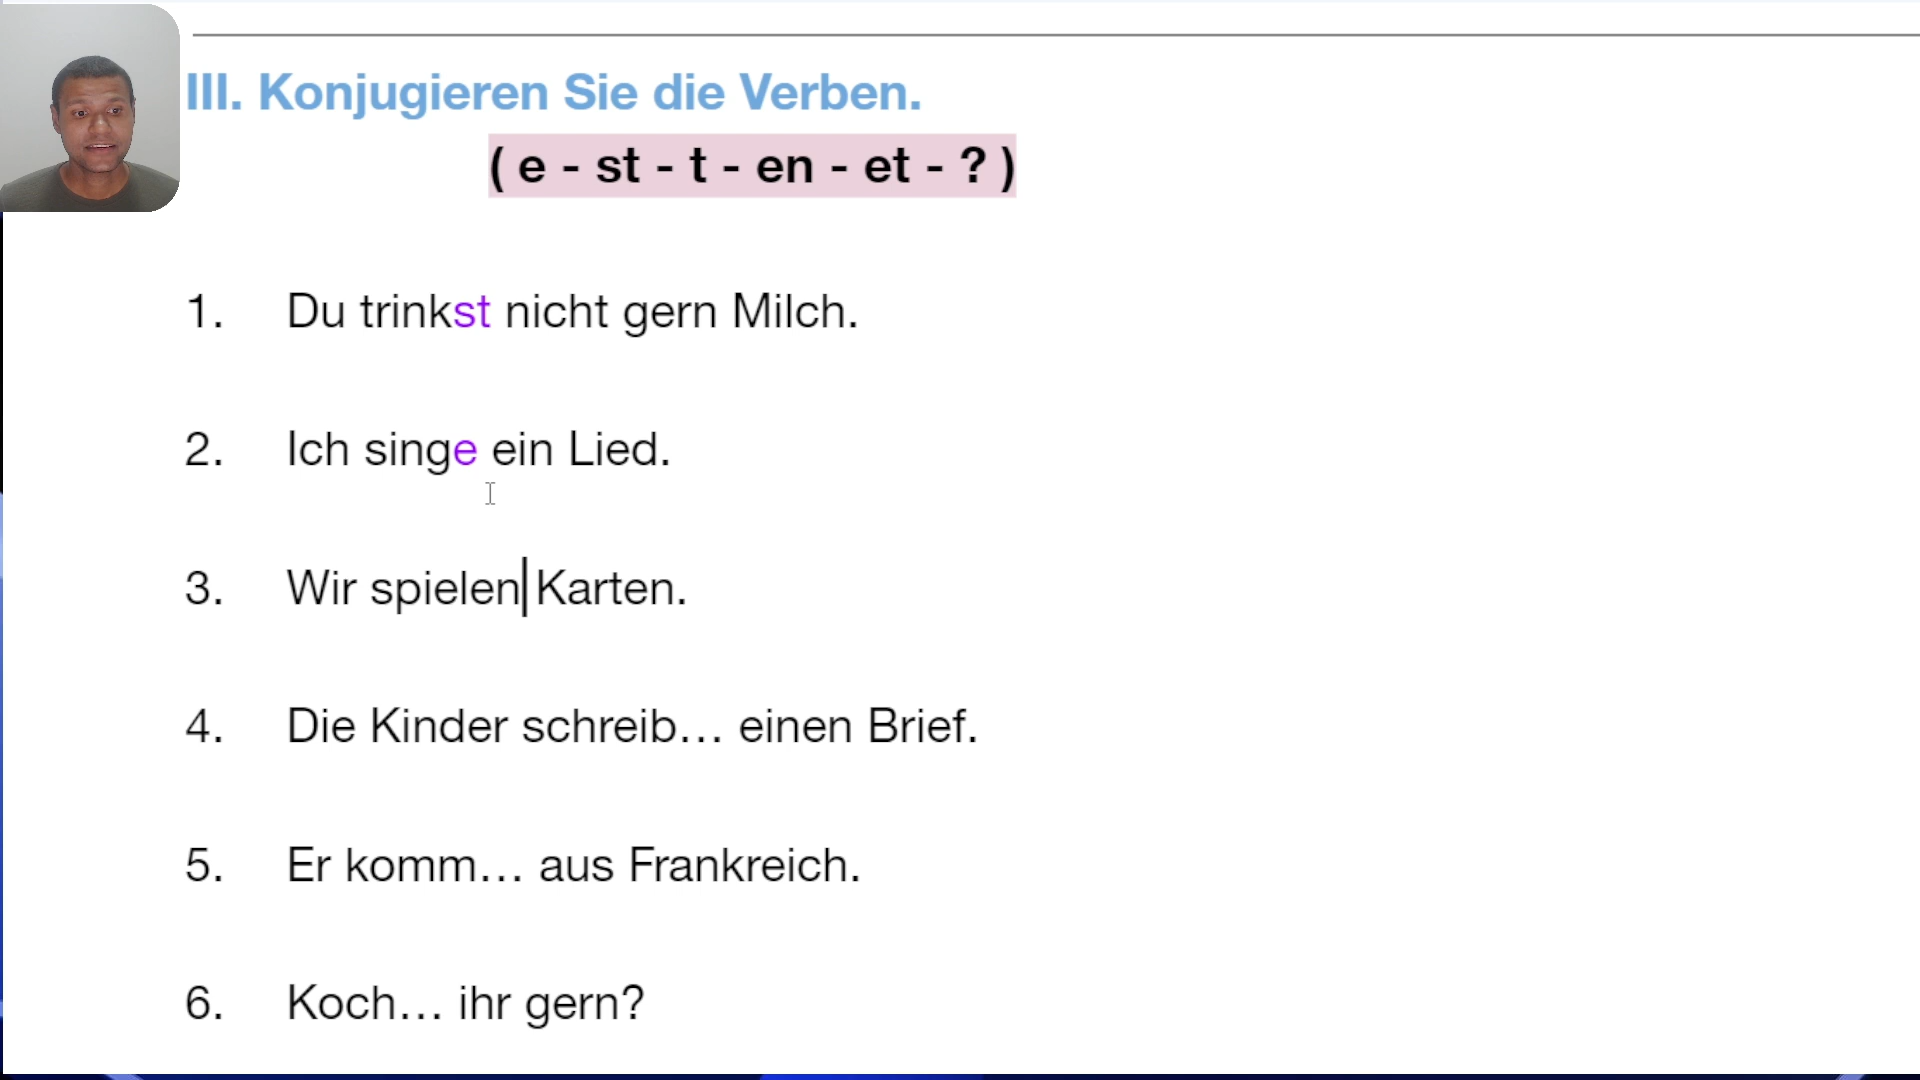 III. Konjugieren Sie die Verben.
( e - st - t - en - et - ? )
1. Du trinkst nicht gern Milch.
2. Ich singe ein Lied.
3. Wir spielen Karten.
4. Die Kinder schreib… einen Brief.
5. Er komm… aus Frankreich.
6. Koch… ihr gern?